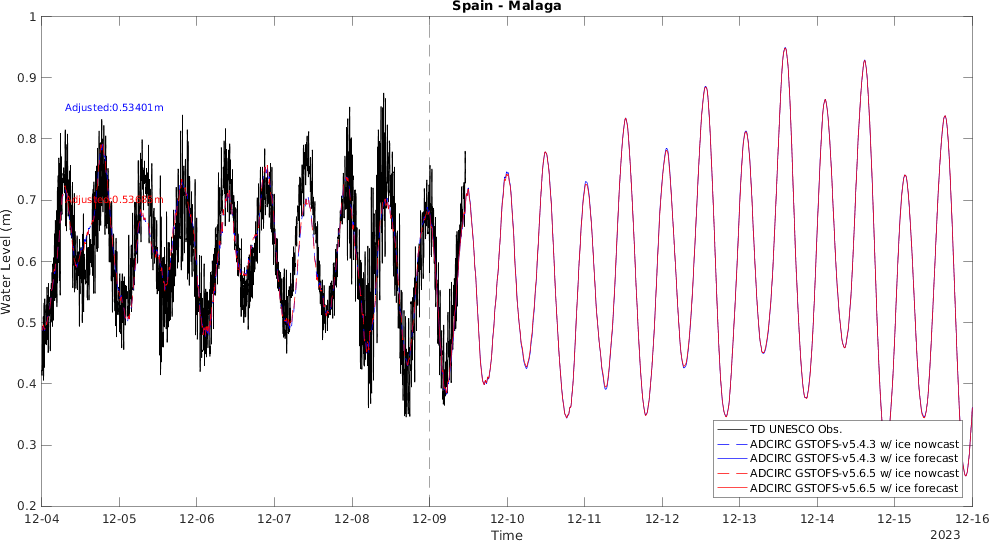 Spain - Malaga
1
0.9
0.8
0.7
0.6
0.5
0.4
0.3
0.2
Water Level (m)
Adjusted:0.53401m
TD UNESCO Obs.
ADCIRC GSTOFS-v5.4.3 w/ ice nowcast
ADCIRC GSTOFS-v5.4.3 w/ ice forecast
ADCIRC GSTOFS-v5.6.5 w/ ice nowcast
ADCIRC GSTOFS-v5.6.5 w/ ice forecast
12-04 12-05 12-06 12-07 12-08 12-09 12-10 12-11 12-12 12-13 12-14 12-15 12-16
Time
2023